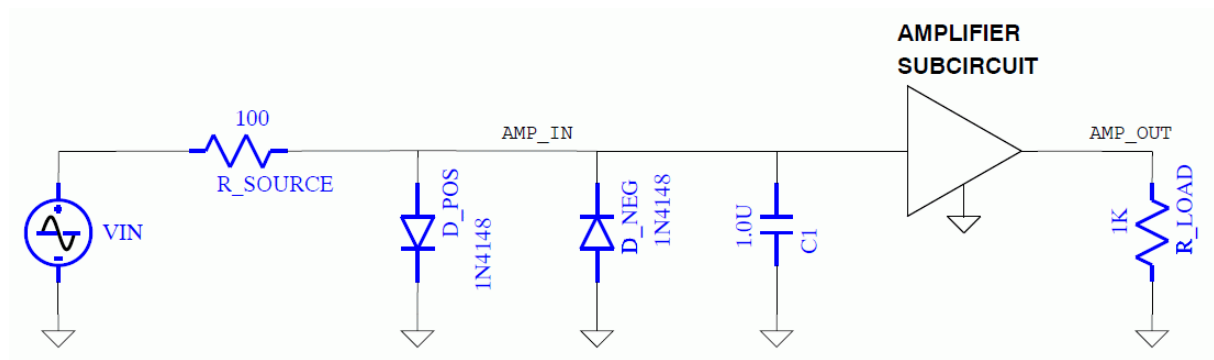 AMPLIFIER
SUBCIRCUIT
100
R_SOURCE
AMP_IN
AMP_OUT
VIN
D_POS
1N4148
D_NEG
1N4148
1.0U
C1
1K
R_LOAD